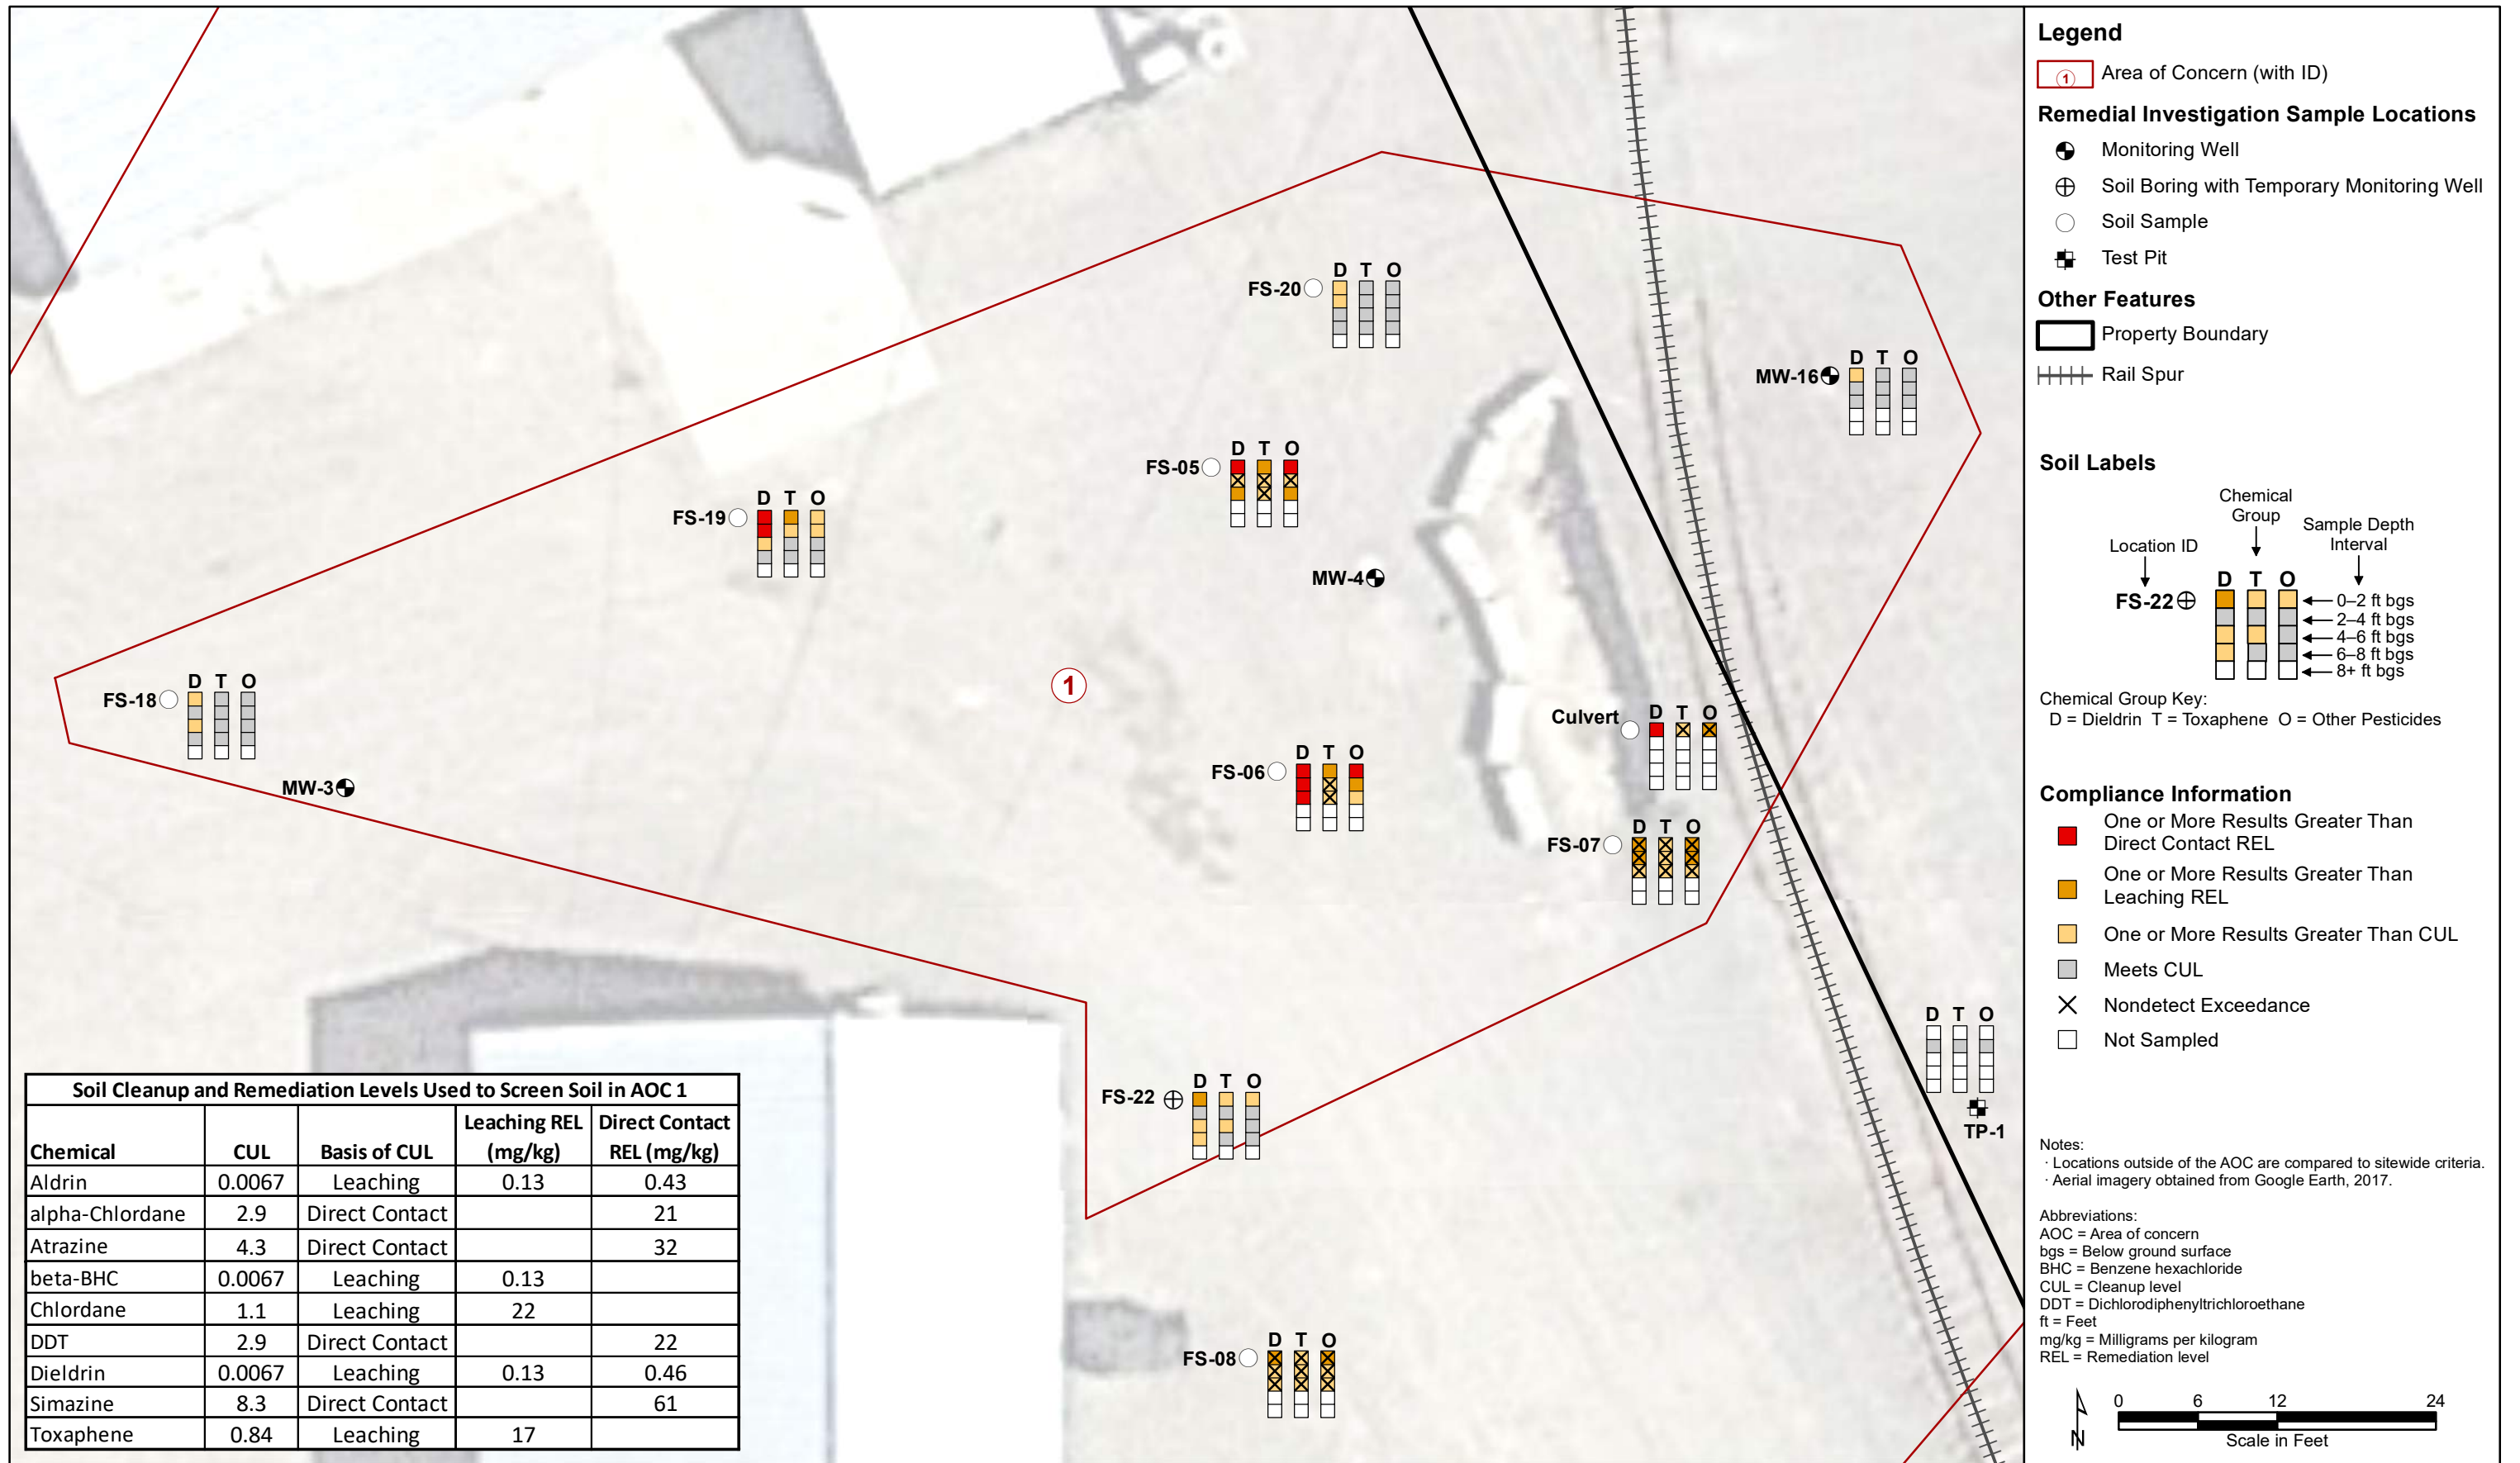 D T O
FS-20
D T O
MW-16
D T O
FS-05
D T O
FS-19
MW-4
D T O
FS-18
1
MW-3
D T O
Culvert
D T O
FS-06
D T O
FS-07
D T O
FS-22
D T O
TP-1
D T O
FS-08
Soil Cleanup and Remediation Levels Used to Screen Soil in AOC 1
Chemical CUL Basis of CUL Leaching REL (mg/kg) Direct Contact REL (mg/kg)
Aldrin 0.0067 Leaching 0.13 0.43
alpha-Chlordane 2.9 Direct Contact 21
Atrazine 4.3 Direct Contact 32
beta-BHC 0.0067 Leaching 0.13
Chlordane 1.1 Leaching 22
DDT 2.9 Direct Contact 22
Dieldrin 0.0067 Leaching 0.13 0.46
Simazine 8.3 Direct Contact 61
Toxaphene 0.84 Leaching 17
Legend
1 Area of Concern (with ID)
Remedial Investigation Sample Locations
Monitoring Well
Soil Boring with Temporary Monitoring Well
Soil Sample
Test Pit
Other Features
Property Boundary
Rail Spur
Soil Labels
Chemical
Group
Sample Depth
Interval
Location ID
D T O
FS-22
0–2 ft bgs
2–4 ft bgs
4–6 ft bgs
6–8 ft bgs
8+ ft bgs
Chemical Group Key:
D = Dieldrin T = Toxaphene O = Other Pesticides
Compliance Information
One or More Results Greater Than
Direct Contact REL
One or More Results Greater Than
Leaching REL
One or More Results Greater Than CUL
Meets CUL
Nondetect Exceedance
Not Sampled
Notes:
· Locations outside of the AOC are compared to sitewide criteria.
· Aerial imagery obtained from Google Earth, 2017.
Abbreviations:
AOC = Area of concern
bgs = Below ground surface
BHC = Benzene hexachloride
CUL = Cleanup level
DDT = Dichlorodiphenyltrichloroethane
ft = Feet
mg/kg = Milligrams per kilogram
REL = Remediation level
N
0 6 12 24
Scale in Feet